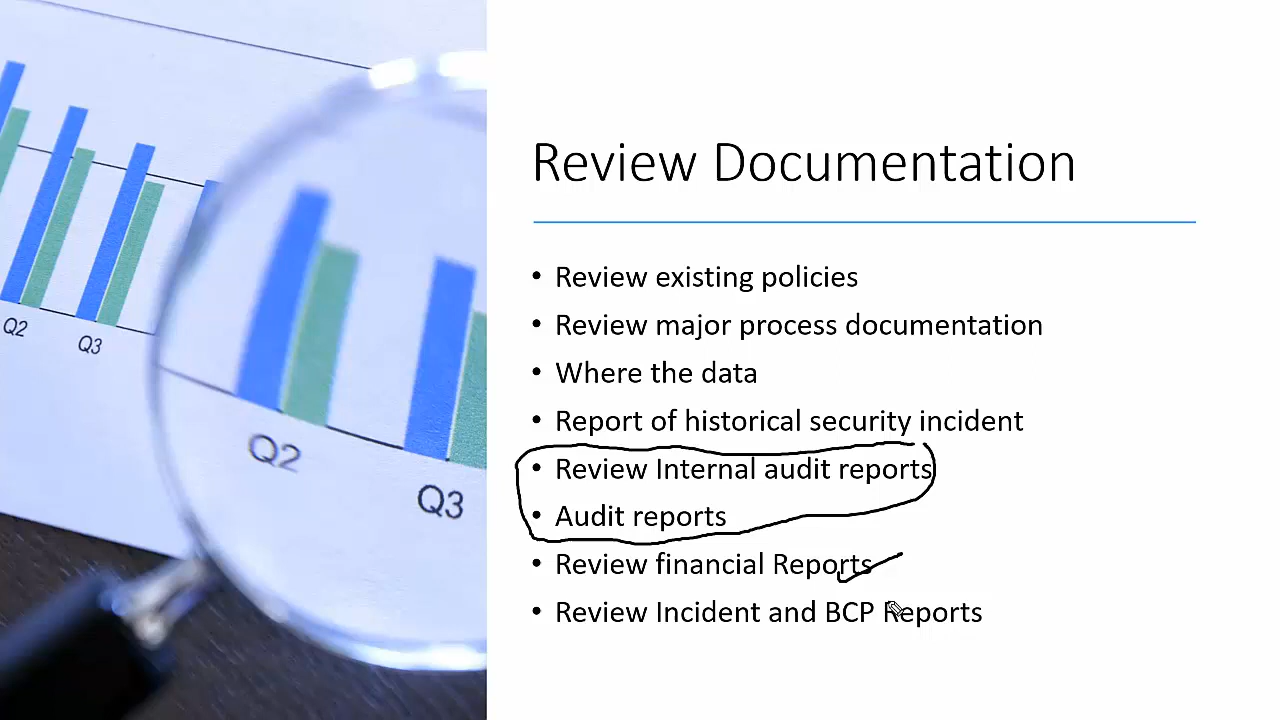 Review Documentation
Review existing policies
Review major process documentation
Where the data
Report of historical security incident
Review Internal audit reports
Audit reports
Review financial Reports
Review Incident and BCP Reports
Q2
Q3
Q2
Q3